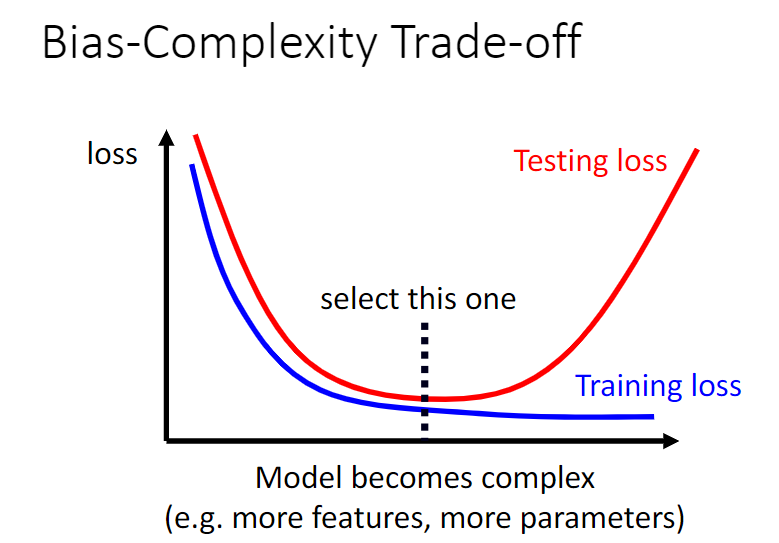 Bias-Complexity Trade-off
loss
Testing loss
select this one
Training loss
Model becomes complex
(e.g. more features, more parameters)